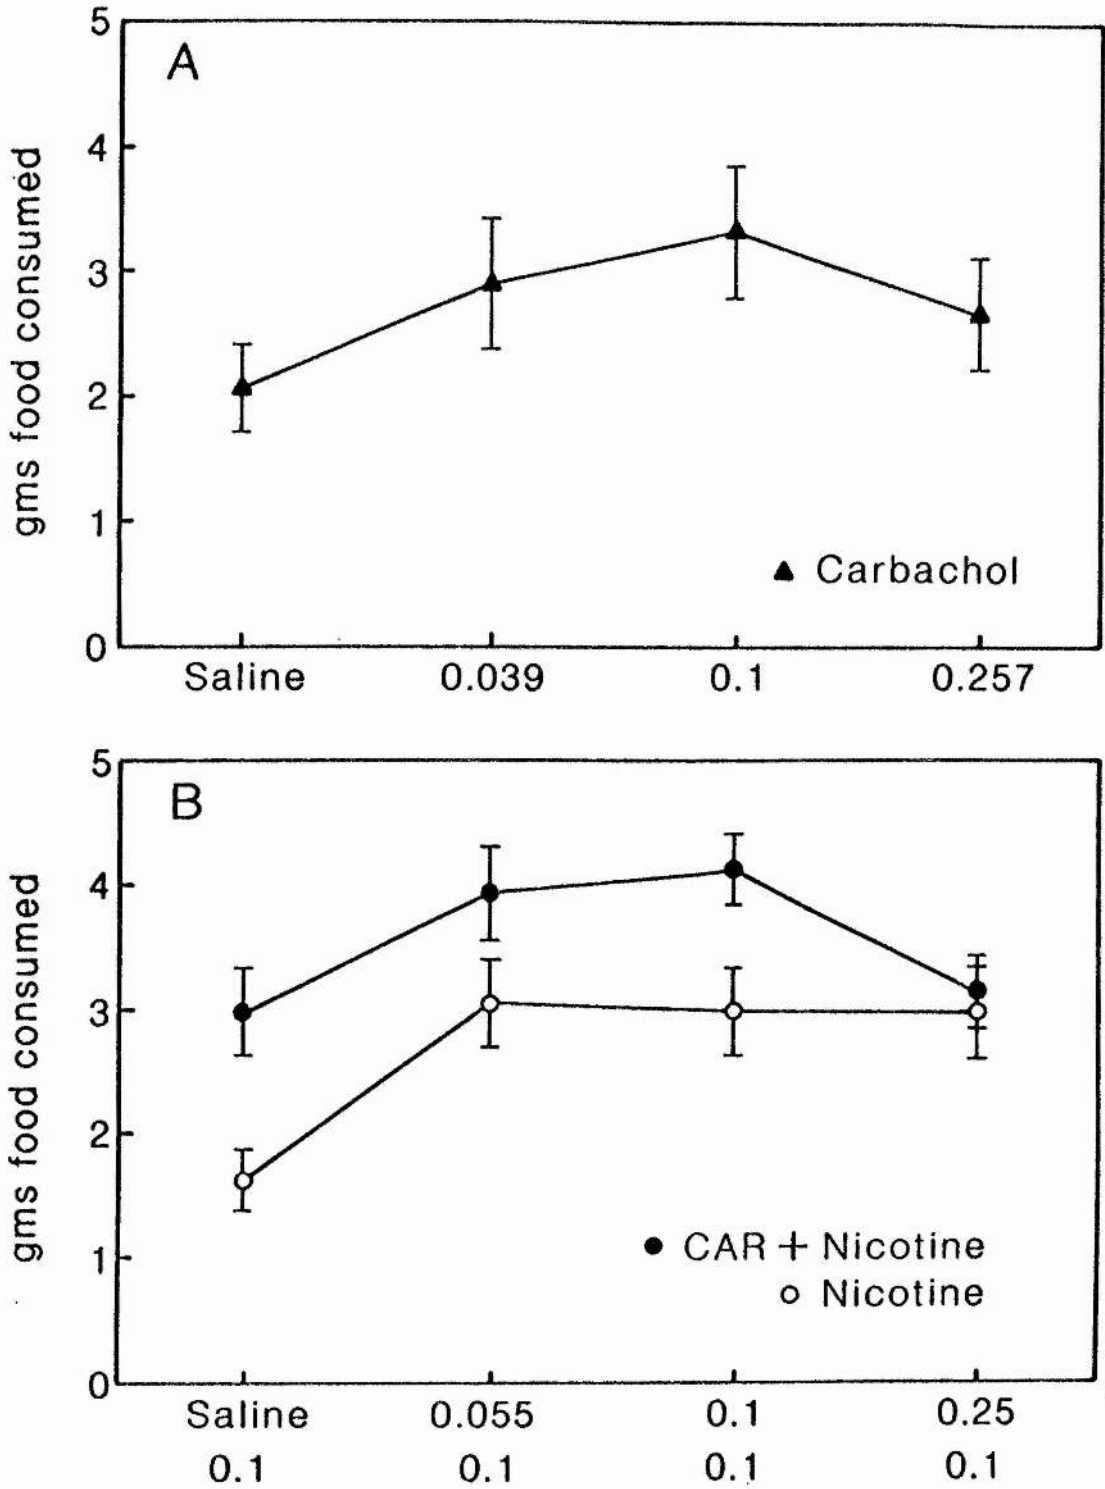 5
A
4
3
2
1
0
gms food consumed
▲ Carbachol
Saline 0.039 0.1 0.257
5
B
4
3
2
1
0
gms food consumed
● CAR + Nicotine
○ Nicotine
Saline 0.055 0.1 0.25
0.1 0.1 0.1 0.1